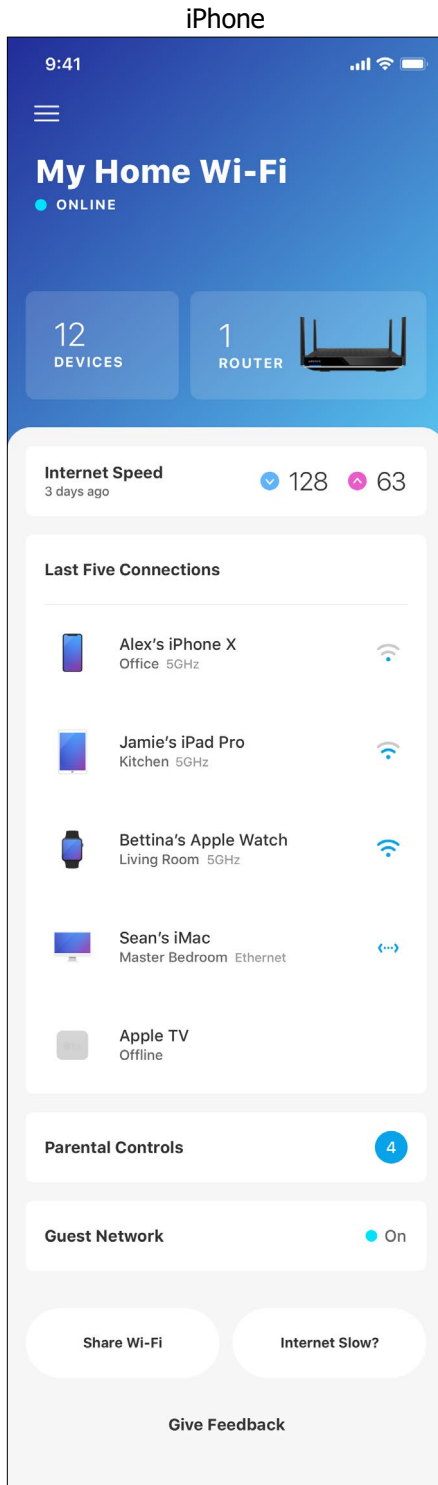 iPhone
9:41
My Home Wi-Fi
ONLINE
12
DEVICES
1
ROUTER
Internet Speed
3 days ago
128
63
Last Five Connections
Alex's iPhone X
Office 5GHz
Jamie's iPad Pro
Kitchen 5GHz
Bettina's Apple Watch
Living Room 5GHz
Sean's iMac
Master Bedroom Ethernet
Apple TV
Offline
Parental Controls
4
Guest Network
On
Share Wi-Fi
Internet Slow?
Give Feedback